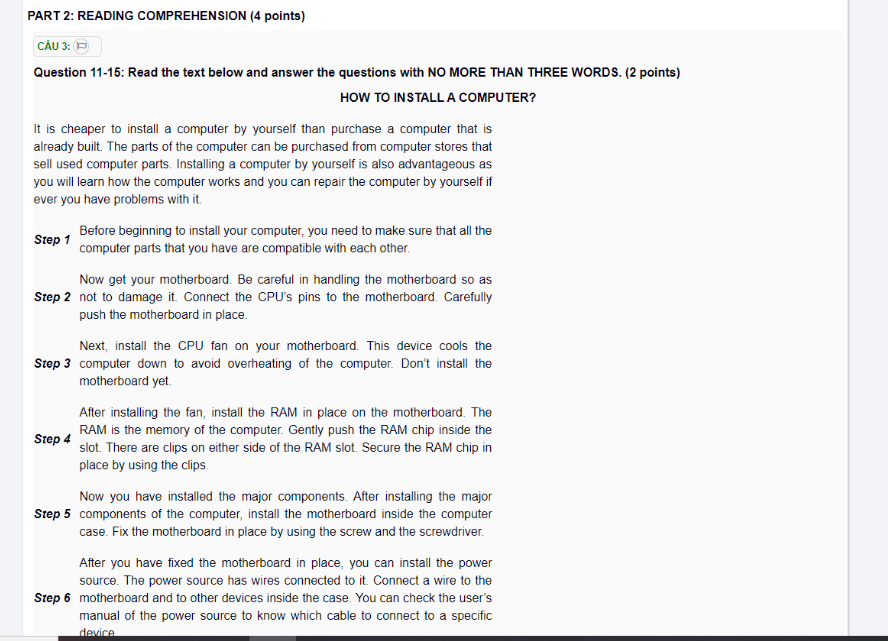 PART 2: READING COMPREHENSION (4 points)
CÂU 3:
Question 11-15: Read the text below and answer the questions with NO MORE THAN THREE WORDS. (2 points)
HOW TO INSTALL A COMPUTER?
It is cheaper to install a computer by yourself than purchase a computer that is
already built. The parts of the computer can be purchased from computer stores that
sell used computer parts. Installing a computer by yourself is also advantageous as
you will learn how the computer works and you can repair the computer by yourself if
ever you have problems with it.
Step 1
Before beginning to install your computer, you need to make sure that all the
computer parts that you have are compatible with each other.
Step 2
Now get your motherboard. Be careful in handling the motherboard so as
not to damage it. Connect the CPU's pins to the motherboard. Carefully
push the motherboard in place.
Step 3
Next, install the CPU fan on your motherboard. This device cools the
computer down to avoid overheating of the computer. Don't install the
motherboard yet.
Step 4
After installing the fan, install the RAM in place on the motherboard. The
RAM is the memory of the computer. Gently push the RAM chip inside the
slot. There are clips on either side of the RAM slot. Secure the RAM chip in
place by using the clips.
Step 5
Now you have installed the major components. After installing the major
components of the computer, install the motherboard inside the computer
case. Fix the motherboard in place by using the screw and the screwdriver.
Step 6
After you have fixed the motherboard in place, you can install the power
source. The power source has wires connected to it. Connect a wire to the
motherboard and to other devices inside the case. You can check the user's
manual of the power source to know which cable to connect to a specific
device